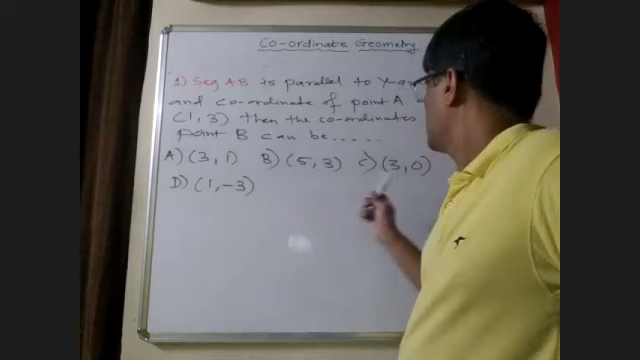 Co-ordinate Geometry
1) Seg AB is parallel to Y-
and co-ordinate of point A
(1, 3) then the co-ordinates
point B can be.....
A) (3, 1) B) (5, 3) C) (3, 0)
D) (1, -3)